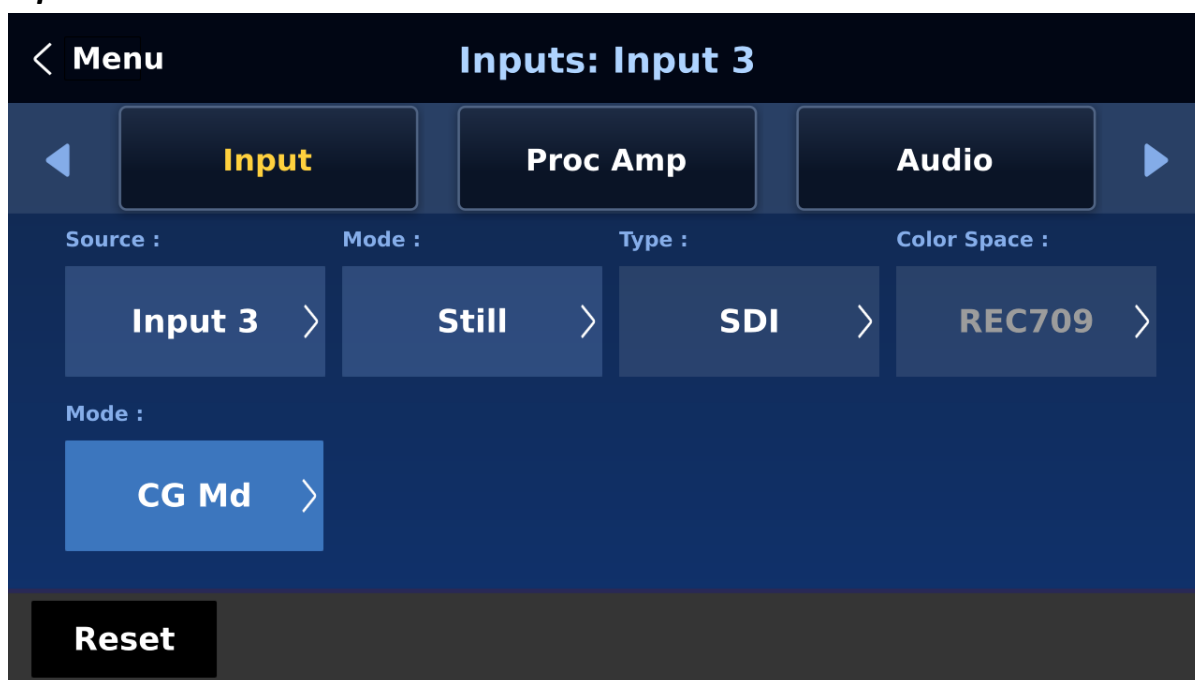 Menu
Inputs: Input 3
Input
Proc Amp
Audio
Source :
Mode :
Type :
Color Space :
Input 3
Still
SDI
REC709
Mode :
CG Md
Reset